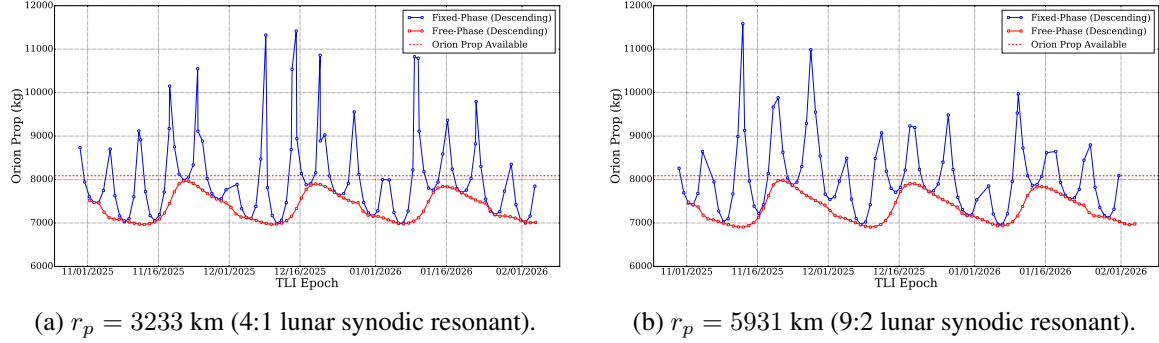 12000
11000
10000
9000
8000
7000
6000
Orion Prop (kg)
Fixed-Phase (Descending)
Free-Phase (Descending)
Orion Prop Available
11/01/2025 11/16/2025 12/01/2025 12/16/2025 01/01/2026 01/16/2026 02/01/2026
TLI Epoch
(a) r_p = 3233 km (4:1 lunar synodic resonant).
12000
11000
10000
9000
8000
7000
6000
Orion Prop (kg)
Fixed-Phase (Descending)
Free-Phase (Descending)
Orion Prop Available
11/01/2025 11/16/2025 12/01/2025 12/16/2025 01/01/2026 01/16/2026 02/01/2026
TLI Epoch
(b) r_p = 5931 km (9:2 lunar synodic resonant).